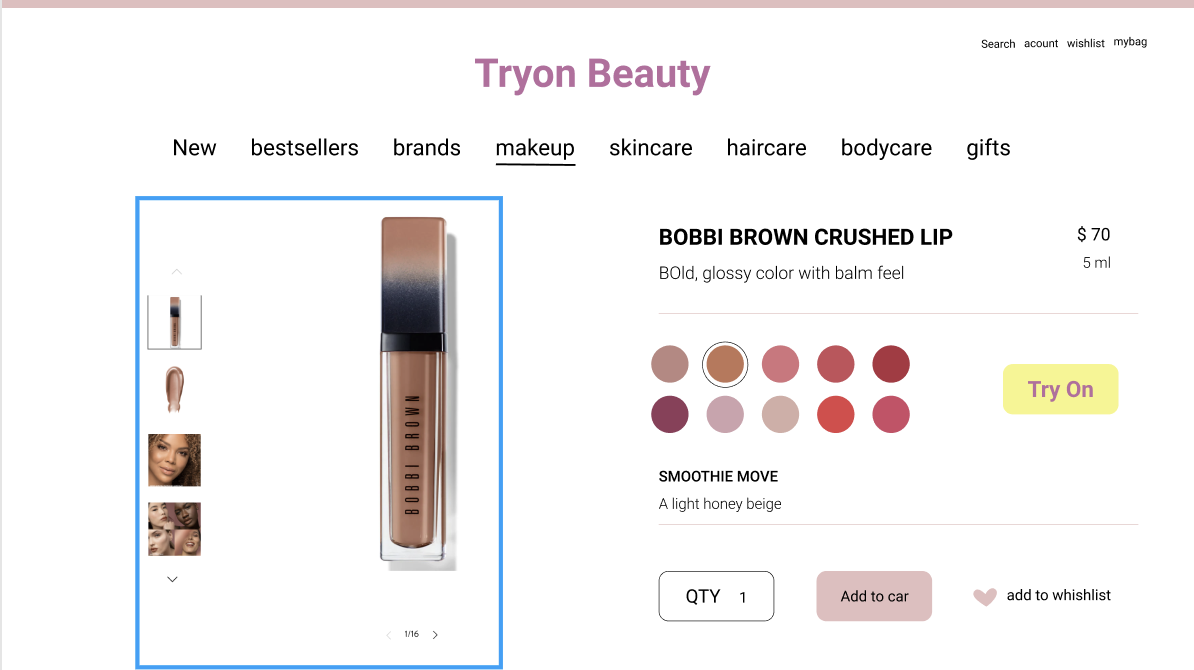 Search acount wishlist mybag
Tryon Beauty
New bestsellers brands makeup skincare haircare bodycare gifts
BOBBI BROWN
1/16
BOBBI BROWN CRUSHED LIP $ 70
BOld, glossy color with balm feel 5 ml
Try On
SMOOTHIE MOVE
A light honey beige
QTY 1 Add to car add to whishlist